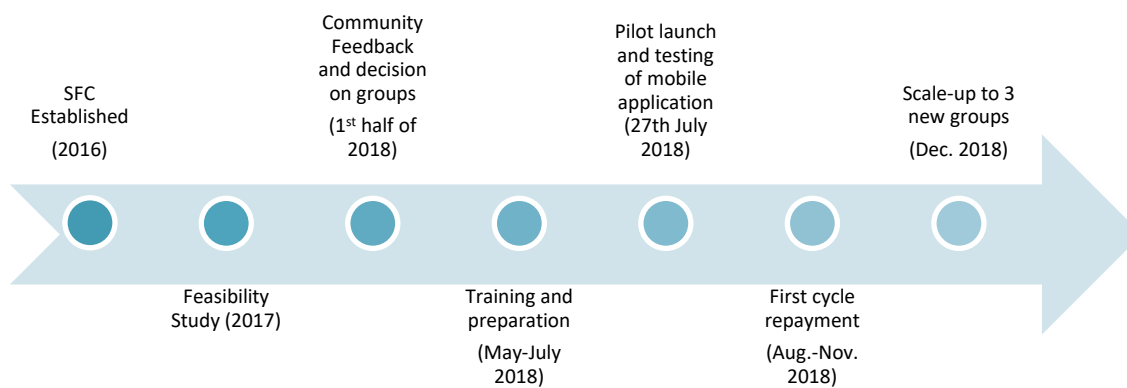 SFC
Established
(2016)
Feasibility
Study (2017)
Community
Feedback
and decision
on groups
(1st half of
2018)
Training and
preparation
(May-July
2018)
Pilot launch
and testing
of mobile
application
(27th July
2018)
First cycle
repayment
(Aug.-Nov.
2018)
Scale-up to 3
new groups
(Dec. 2018)